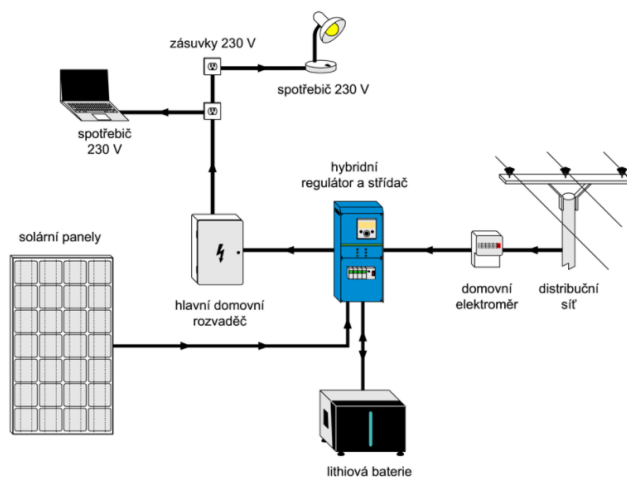 zásuvky 230 V
spotřebič 230 V
spotřebič
230 V
hybridní
regulátor a střídač
solární panely
hlavní domovní
rozvaděč
domovní
elektroměr
distribuční
síť
lithiová baterie